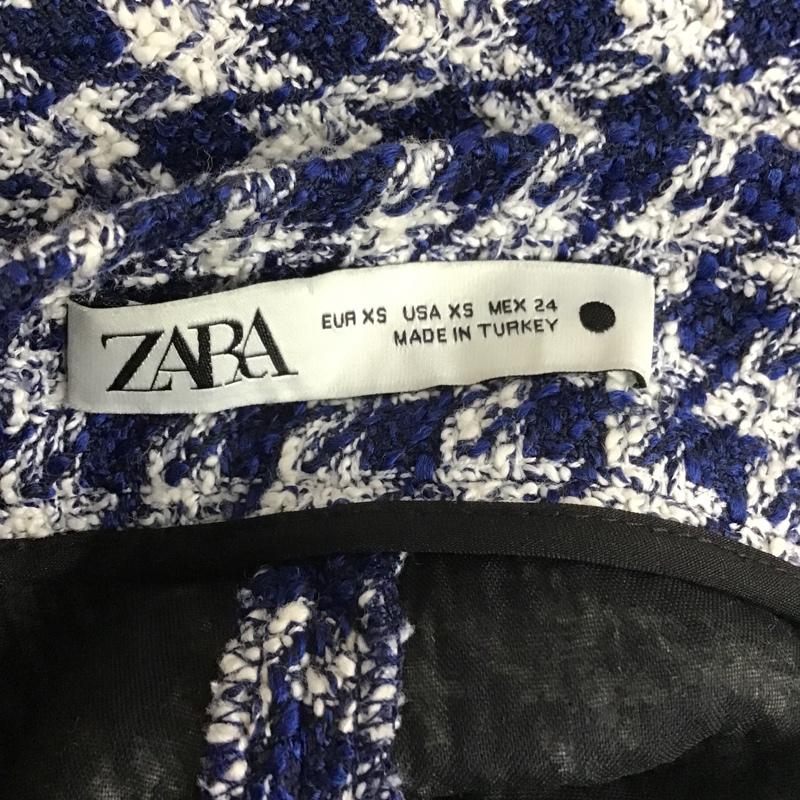 ZARA
EUR XS USA XS MEX 24
MADE IN TURKEY